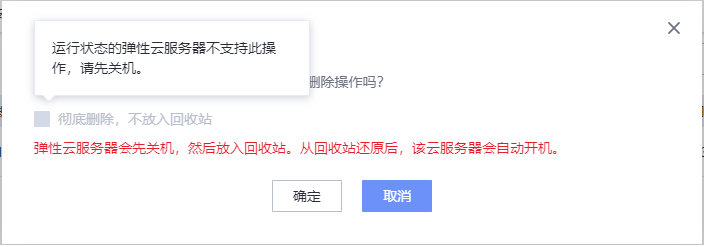 运行状态的弹性云服务器不支持此操
作，请先关机。
删除操作吗？
彻底删除，不放入回收站
弹性云服务器会先关机，然后放入回收站。从回收站还原后，该云服务器会自动开机。
确定
取消